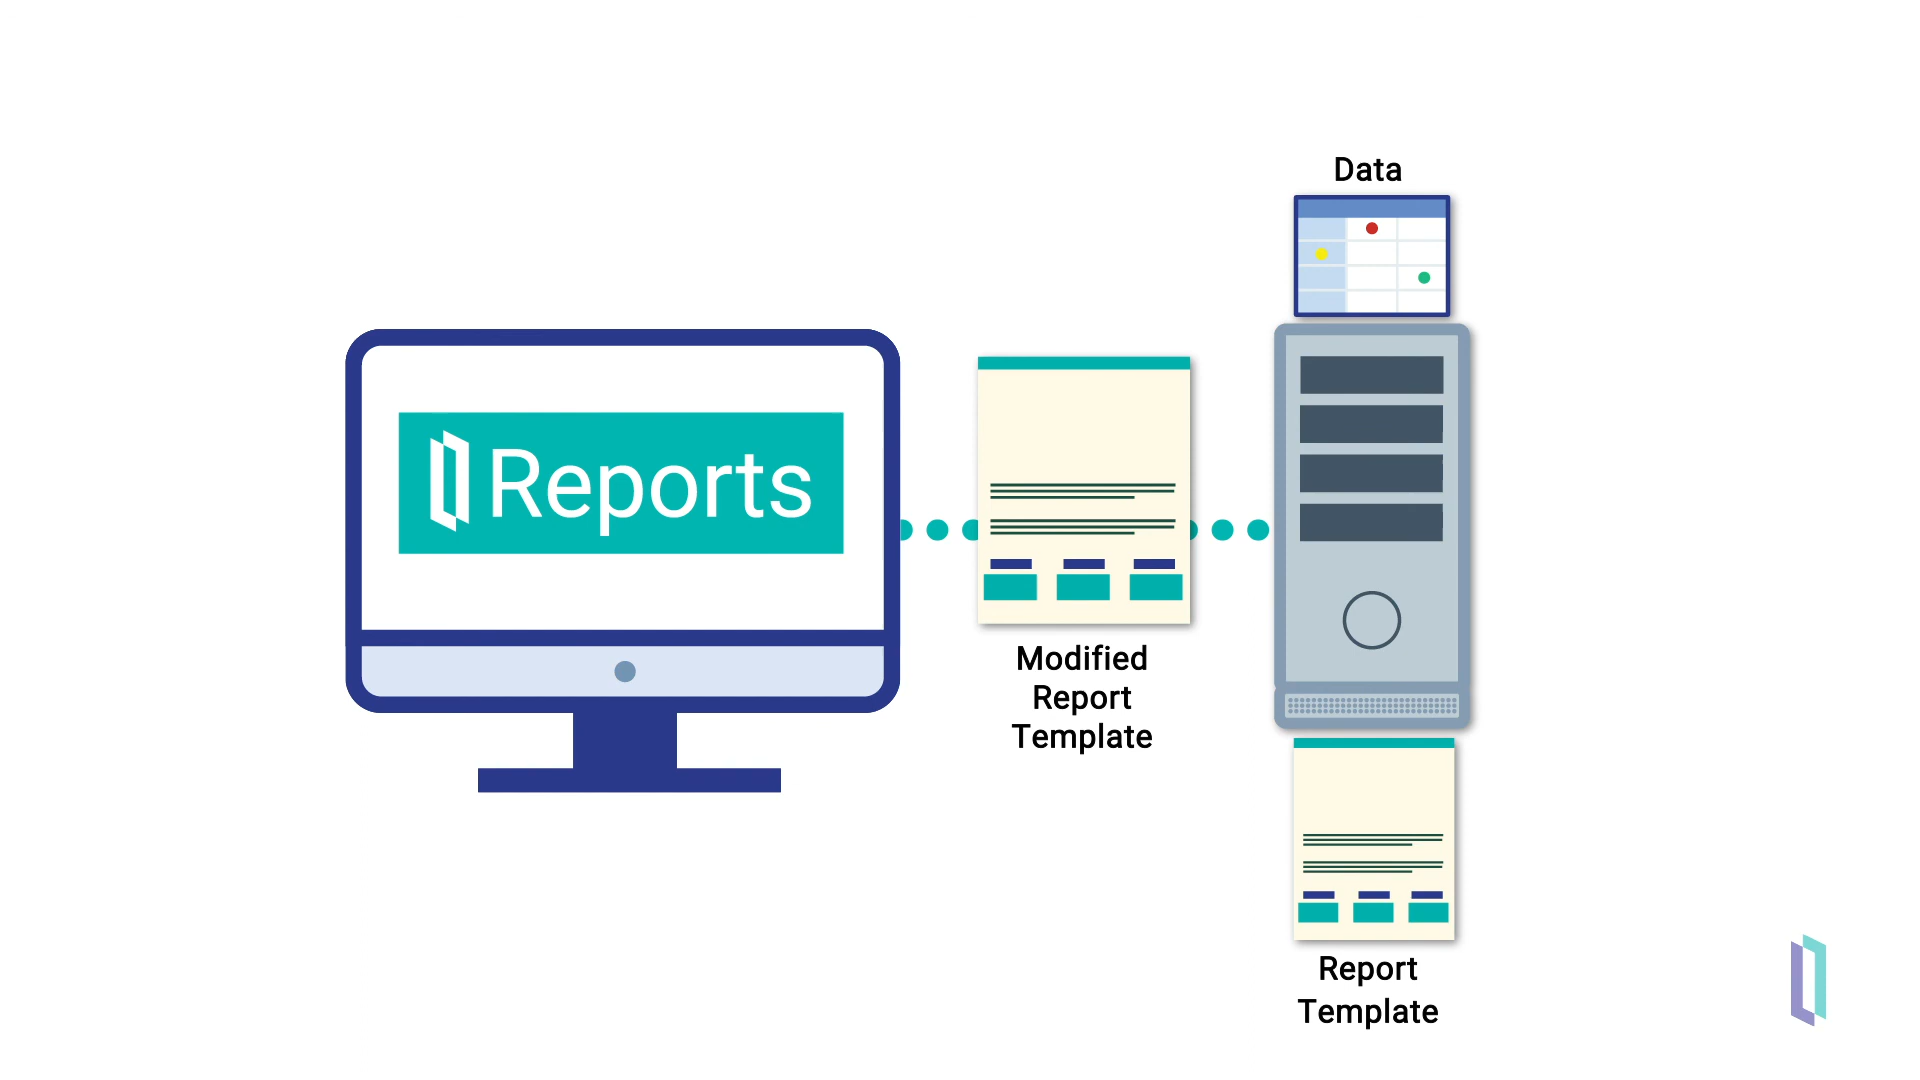 Data
Reports
Modified
Report
Template
Report
Template